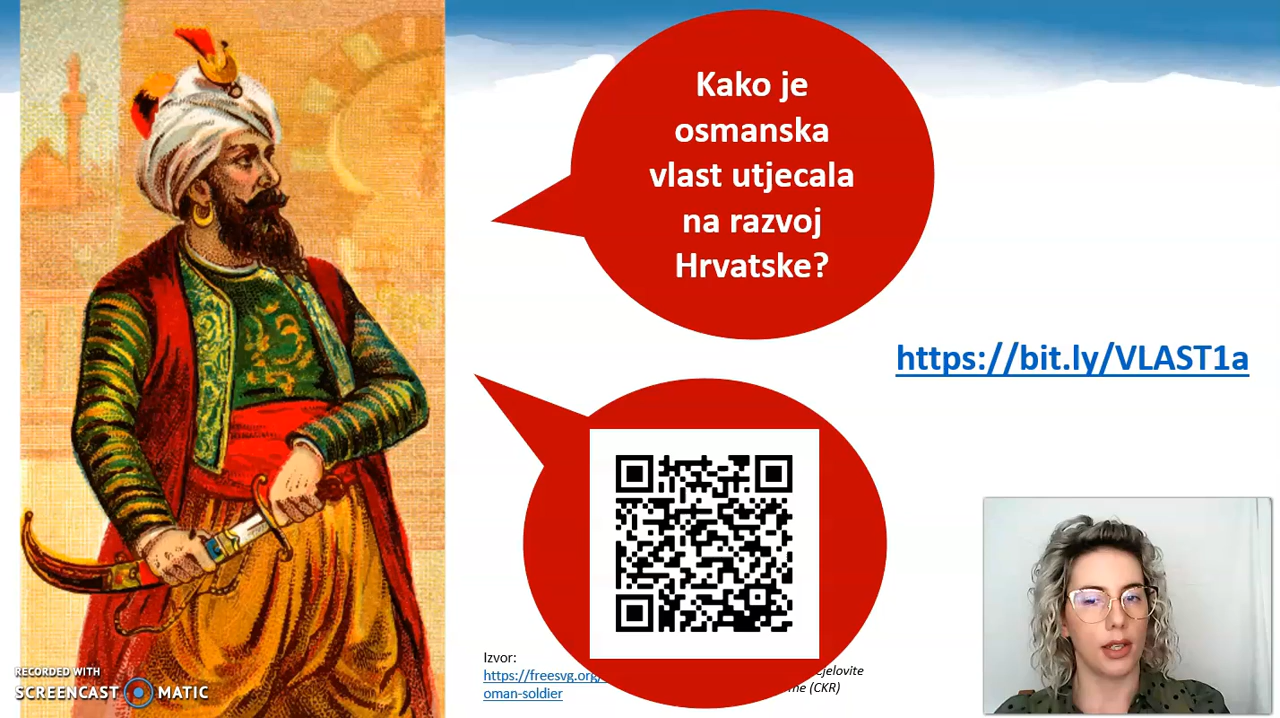 Kako je
osmanska
vlast utjecala
na razvoj
Hrvatske?
https://bit.ly/VLAST1a
Izvor:
https://freesvg.org/
oman-soldier
(CKR)
RECORDED WITH
SCREENCAST MATIC